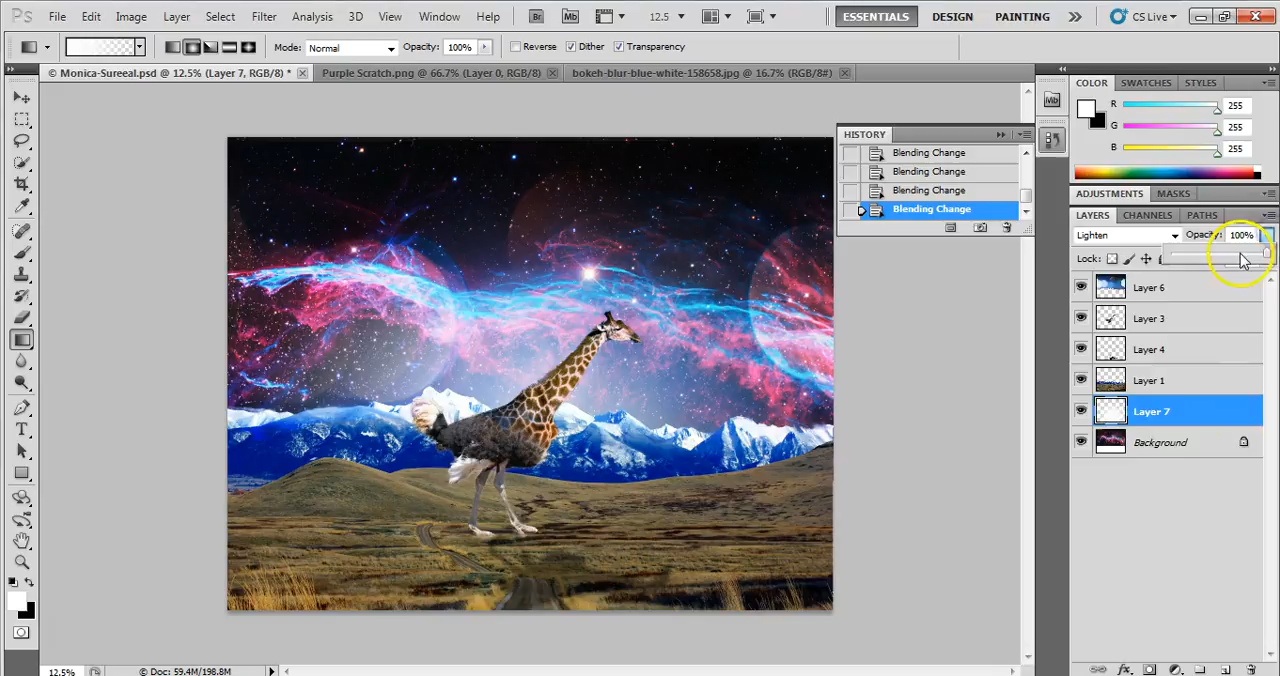 Ps File Edit Image Layer Select Filter Analysis 3D View Window Help Br Mb 12.5 ESSENTIALS DESIGN PAINTING CS Live
Mode: Normal Opacity: 100% Reverse Dither Transparency
© Monica-Sureeal.psd @ 12.5% (Layer 7, RGB/8) * Purple Scratch.png @ 66.7% (Layer 0, RGB/8) bokeh-blur-blue-white-158658.jpg @ 16.7% (RGB/8#)
COLOR SWATCHES STYLES
Mb
R 255
G 255
B 255
HISTORY
Blending Change
Blending Change
Blending Change
Blending Change
ADJUSTMENTS MASKS
LAYERS CHANNELS PATHS
Lighten Opacity: 100%
Lock:
Layer 6
Layer 3
Layer 4
Layer 1
Layer 7
Background
T
fx
12.5% © Doc: 59.4M/198.8M